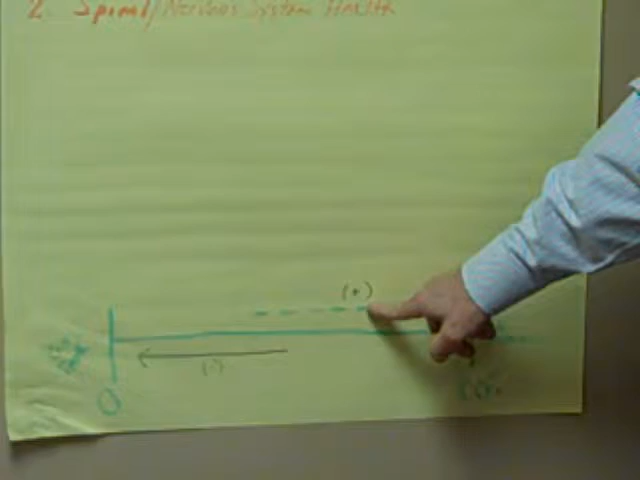 2. Spinal/Nervous System Health
(+)
(-)
0